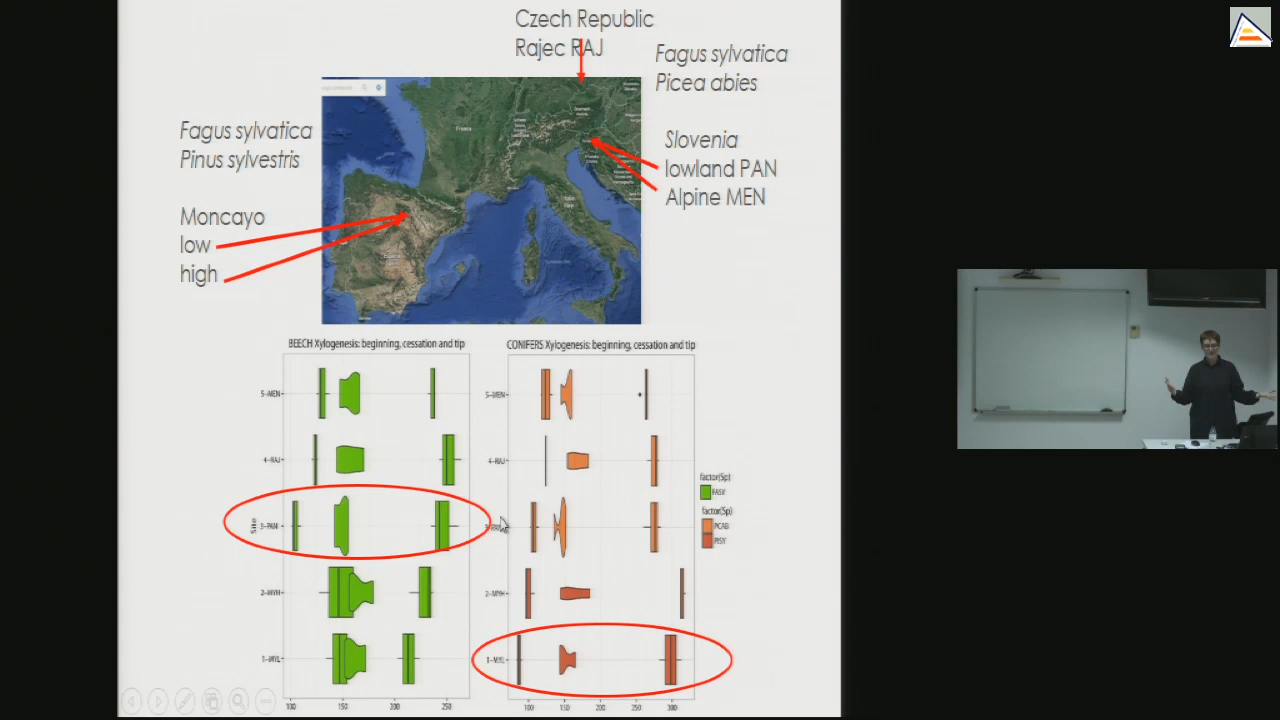 Czech Republic
Rajec RAJ
Fagus sylvatica
Picea abies
Fagus sylvatica
Pinus sylvestris
Slovenia
lowland PAN
Alpine MEN
Moncayo
low
high
France
BEECH Xylogenesis: beginning, cessation and tip
CONIFERS Xylogenesis: beginning, cessation and tip
5-MEN
4-RAJ
3-PAN
2-MYH
1-MYL
Site
100 150 200 250
5-MEN
4-RAJ
2-MYH
1-MYL
100 150 200 250 300
factor(Sp)
FASY
factor(Sp)
PCAB
PISY